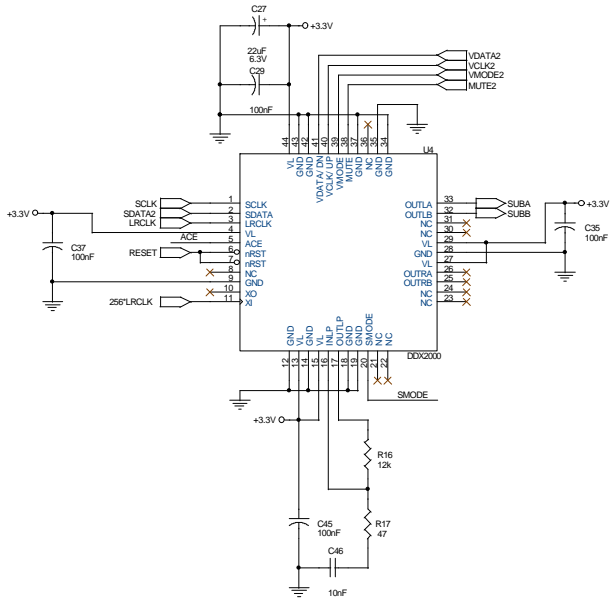 C27
+
+3.3V
22uF
6.3V
C29
100nF
VDATA2
VCLK2
VMODE2
MUTE2
44 43 42 41 40 39 38 37 36 35 34
U4
VL
GND
GND
VDATA/ DN
VCLK/ UP
VMODE
MUTE
GND
NC
GND
GND
SCLK 1 SCLK
SDATA2 2 SDATA
LRCLK 3 LRCLK
+3.3V 4 VL
ACE 5 ACE
RESET 6 nRST
7 nRST
8 NC
9 GND
10 XO
256*LRCLK 11 XI
C37
100nF
OUTLA 33 SUBA
OUTLB 32 SUBB
NC 31
NC 30
VL 29
GND 28
VL 27
OUTRA 26
OUTRB 25
NC 24
NC 23
+3.3V
C35
100nF
GND
VL
GND
VL
INLP
OUTLP
GND
GND
SMODE
NC
NC
DDX2000
12 13 14 15 16 17 18 19 20 21 22
SMODE
+3.3V
R16
12k
C45
100nF
R17
47
C46
10nF